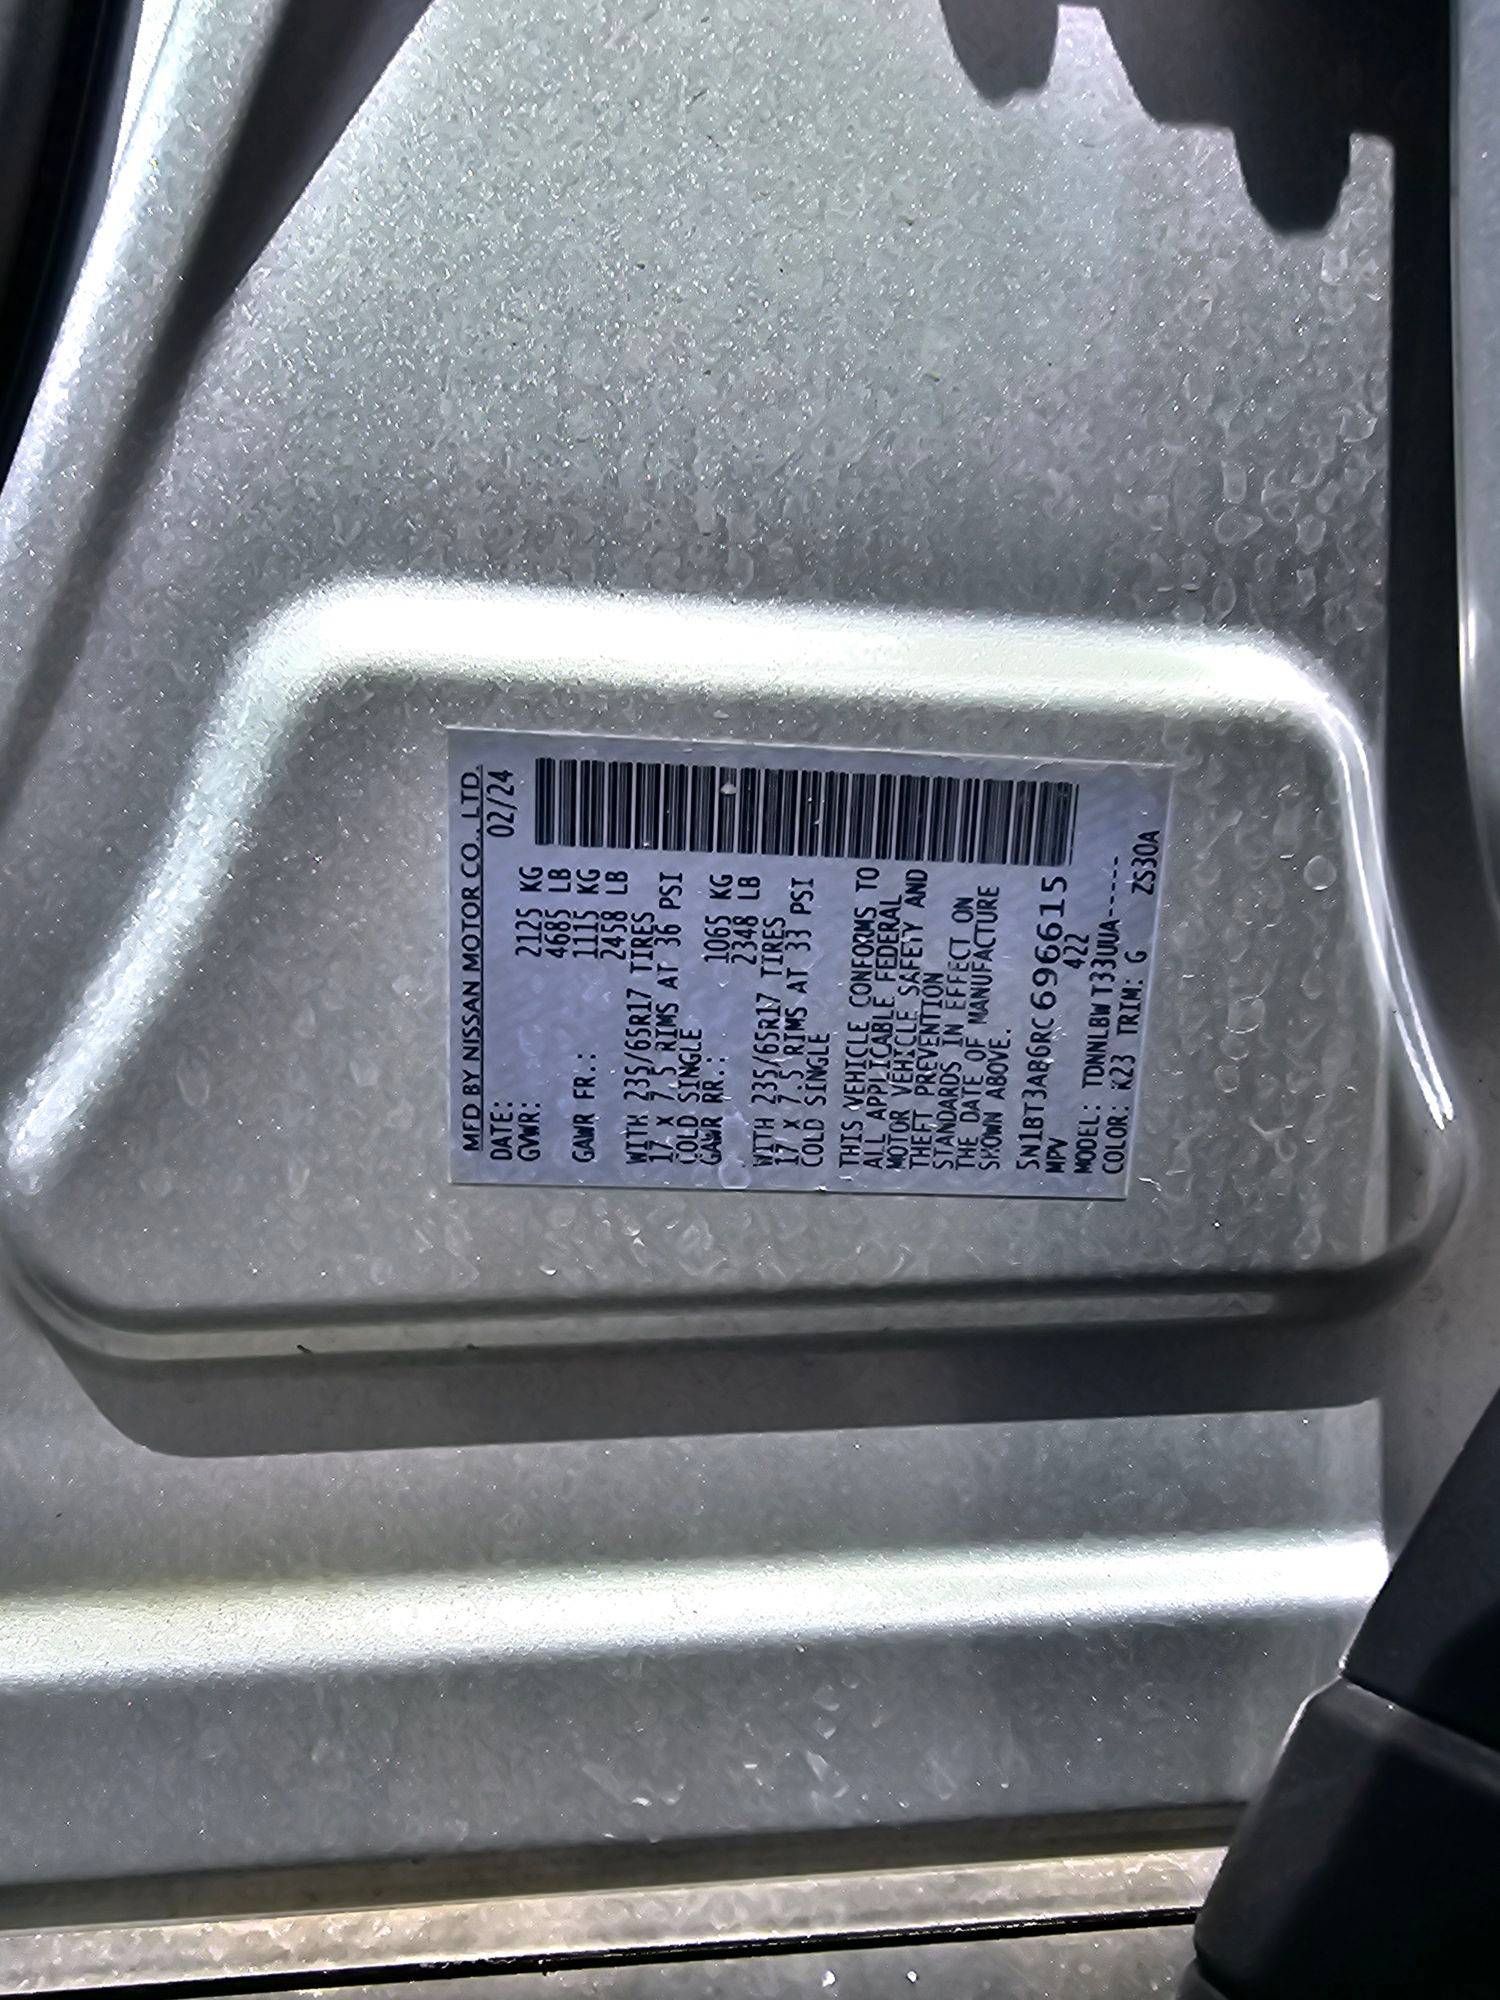 MFD BY NISSAN MOTOR CO., LTD.
DATE: 02/24
GVWR: 2125 KG
4685 LB
GAWR FR.: 1115 KG
2458 LB
WITH 235/65R17 TIRES
17 X 7.5 RIMS AT 36 PSI
COLD SINGLE
GAWR RR.: 1065 KG
2348 LB
WITH 235/65R17 TIRES
17 X 7.5 RIMS AT 33 PSI
COLD SINGLE
THIS VEHICLE CONFORMS TO
ALL APPLICABLE FEDERAL
MOTOR VEHICLE SAFETY AND
THEFT PREVENTION
STANDARDS IN EFFECT ON
THE DATE OF MANUFACTURE
SHOWN ABOVE.
5N1BT3AB6RC696615
MPV 422
MODEL: TDNNLBW T33UUA-----
COLOR: K23 TRIM: G ZS30A